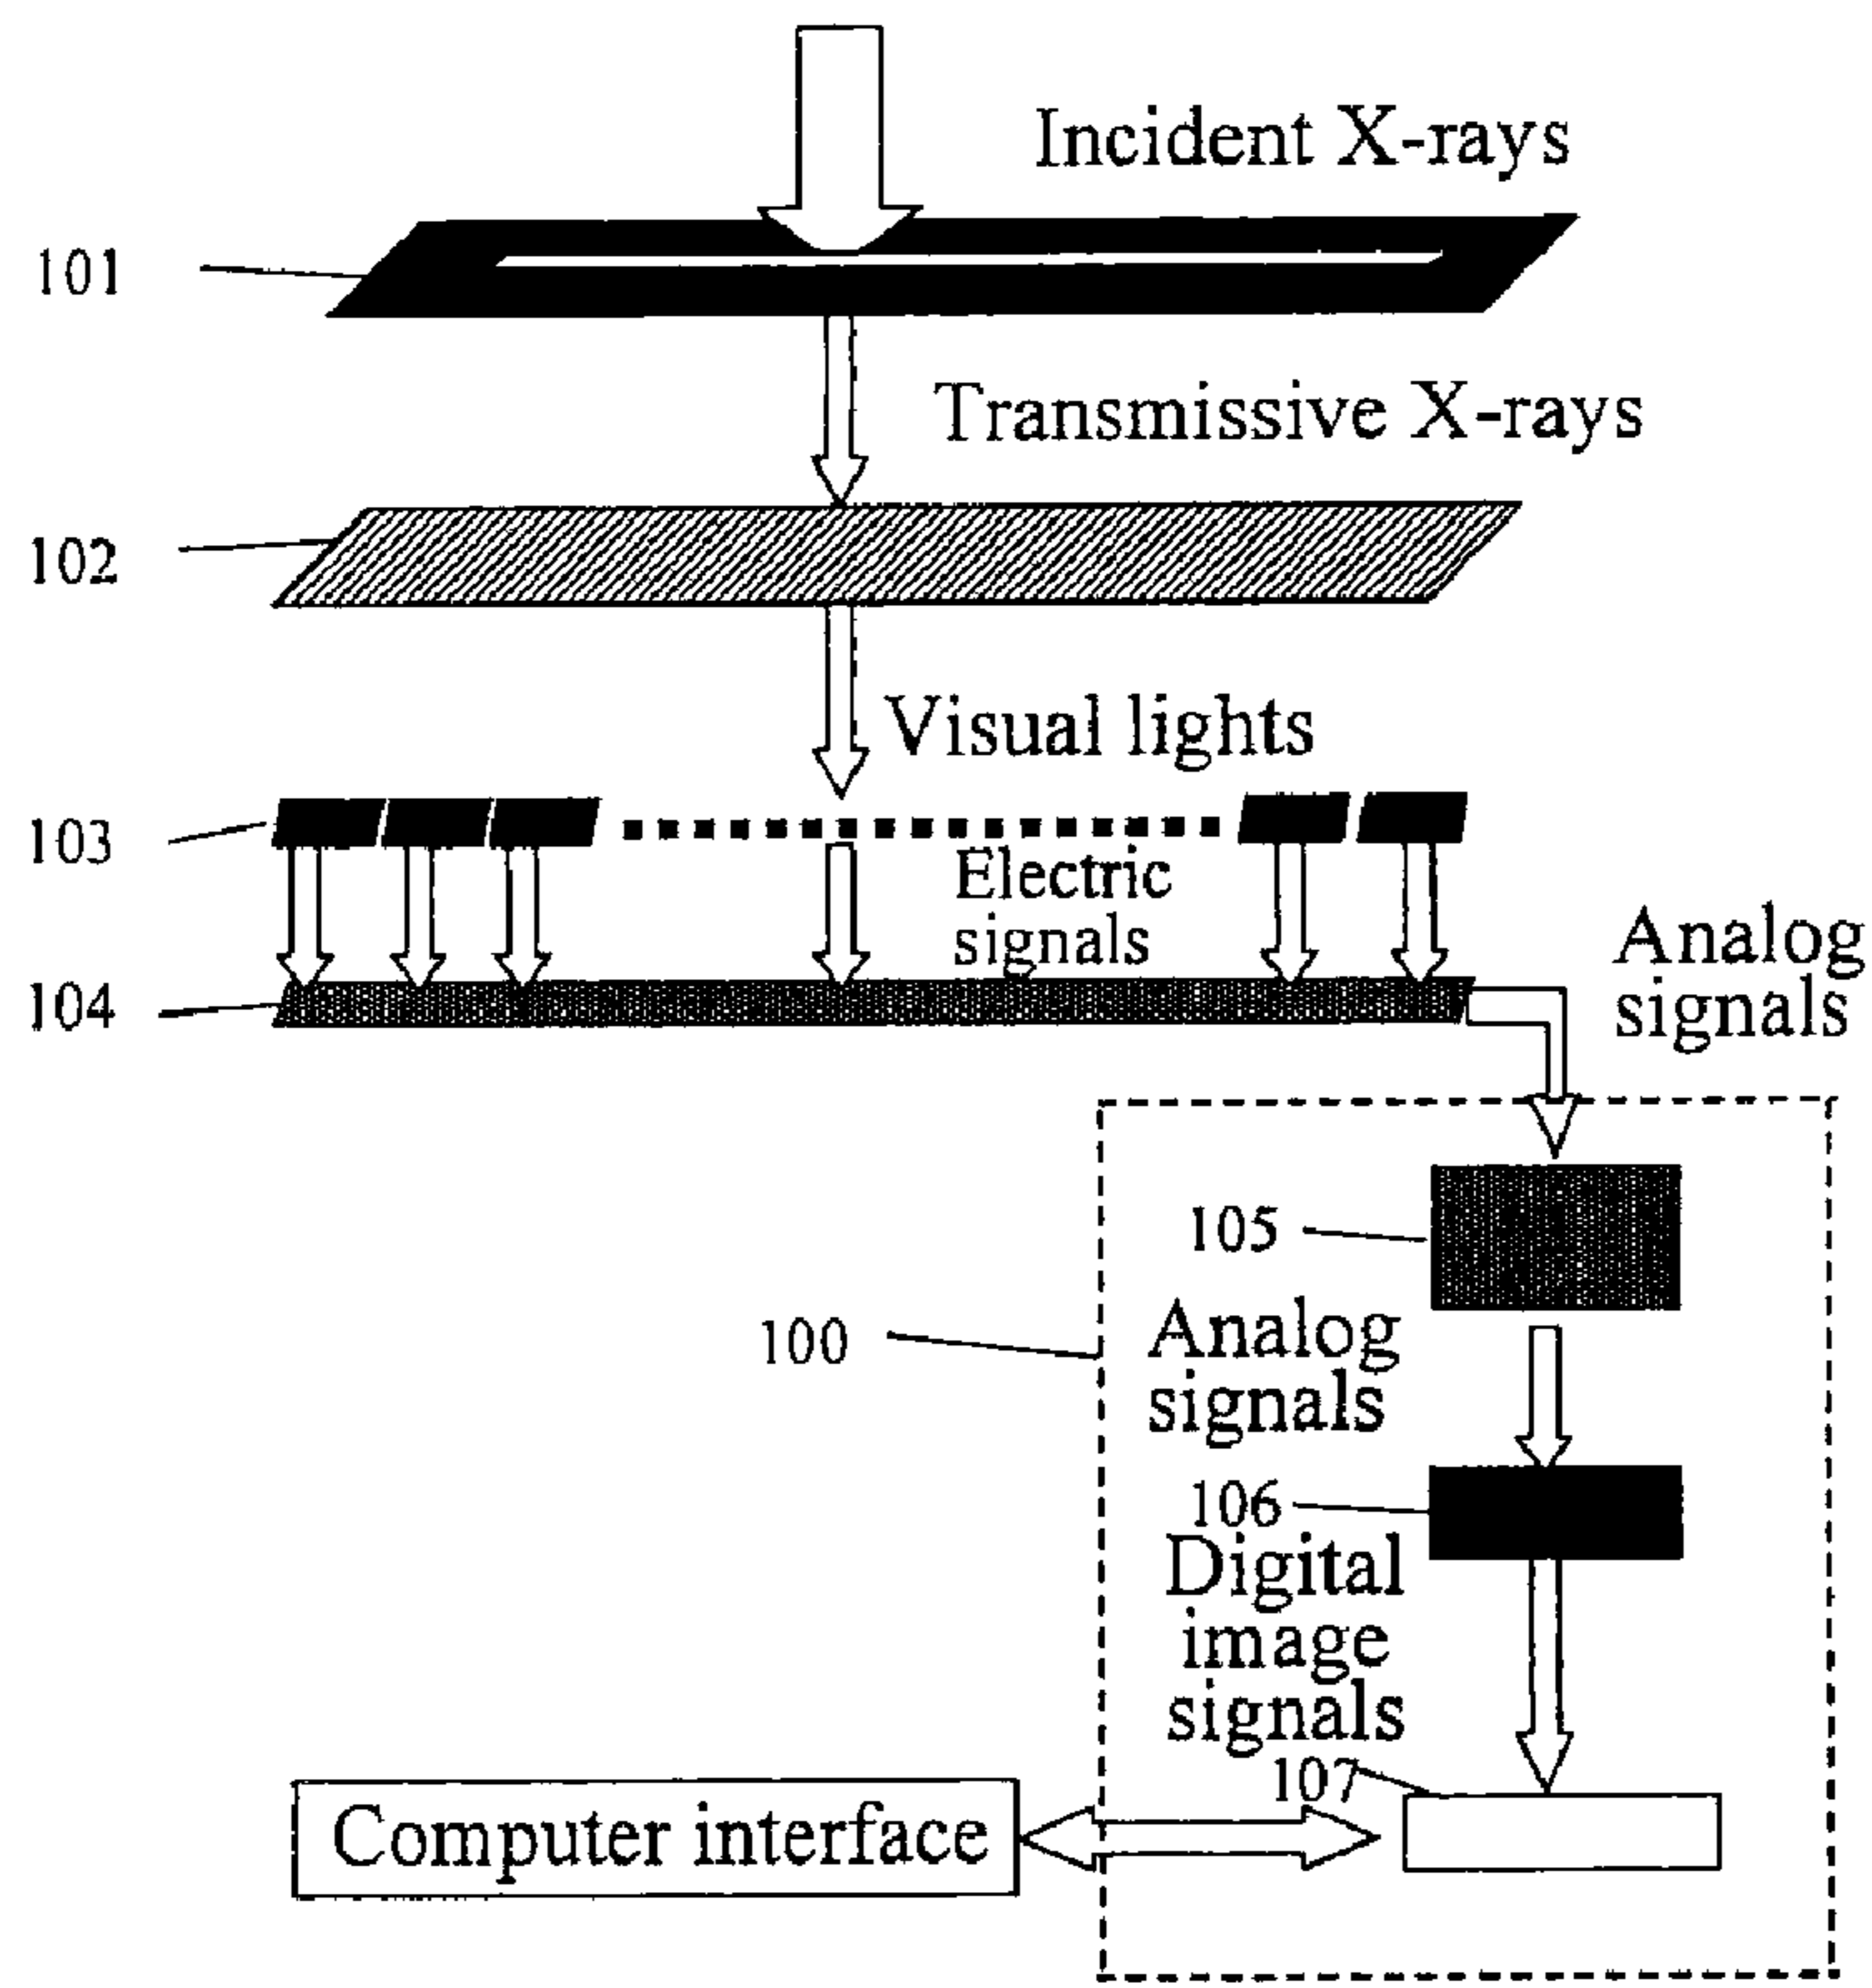 Incident X-rays
101
Transmissive X-rays
102
Visual lights
103
Electric
signals
Analog
signals
104
105
100
Analog
signals
106
Digital
image
signals
107
Computer interface